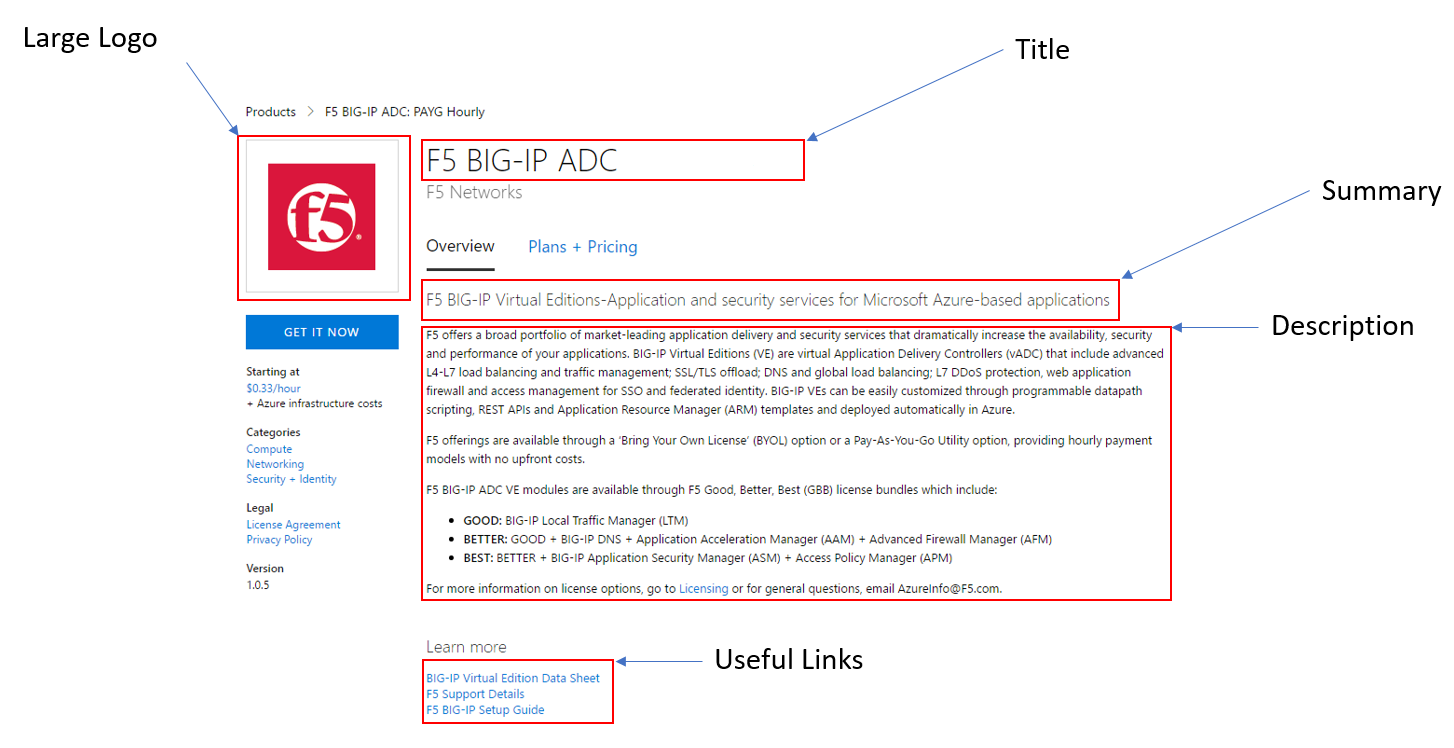 Large Logo
Title
Products > F5 BIG-IP ADC: PAYG Hourly
f5®
F5 BIG-IP ADC
F5 Networks
Summary
Overview
Plans + Pricing
F5 BIG-IP Virtual Editions-Application and security services for Microsoft Azure-based applications
Description
GET IT NOW
Starting at
$0.33/hour
+ Azure infrastructure costs
Categories
Compute
Networking
Security + Identity
Legal
License Agreement
Privacy Policy
Version
1.0.5
F5 offers a broad portfolio of market-leading application delivery and security services that dramatically increase the availability, security
and performance of your applications. BIG-IP Virtual Editions (VE) are virtual Application Delivery Controllers (vADC) that include advanced
L4-L7 load balancing and traffic management; SSL/TLS offload; DNS and global load balancing; L7 DDoS protection, web application
firewall and access management for SSO and federated identity. BIG-IP VEs can be easily customized through programmable datapath
scripting, REST APIs and Application Resource Manager (ARM) templates and deployed automatically in Azure.
F5 offerings are available through a ‘Bring Your Own License’ (BYOL) option or a Pay-As-You-Go Utility option, providing hourly payment
models with no upfront costs.
F5 BIG-IP ADC VE modules are available through F5 Good, Better, Best (GBB) license bundles which include:
• GOOD: BIG-IP Local Traffic Manager (LTM)
• BETTER: GOOD + BIG-IP DNS + Application Acceleration Manager (AAM) + Advanced Firewall Manager (AFM)
• BEST: BETTER + BIG-IP Application Security Manager (ASM) + Access Policy Manager (APM)
For more information on license options, go to Licensing or for general questions, email AzureInfo@F5.com.
Learn more
Useful Links
BIG-IP Virtual Edition Data Sheet
F5 Support Details
F5 BIG-IP Setup Guide